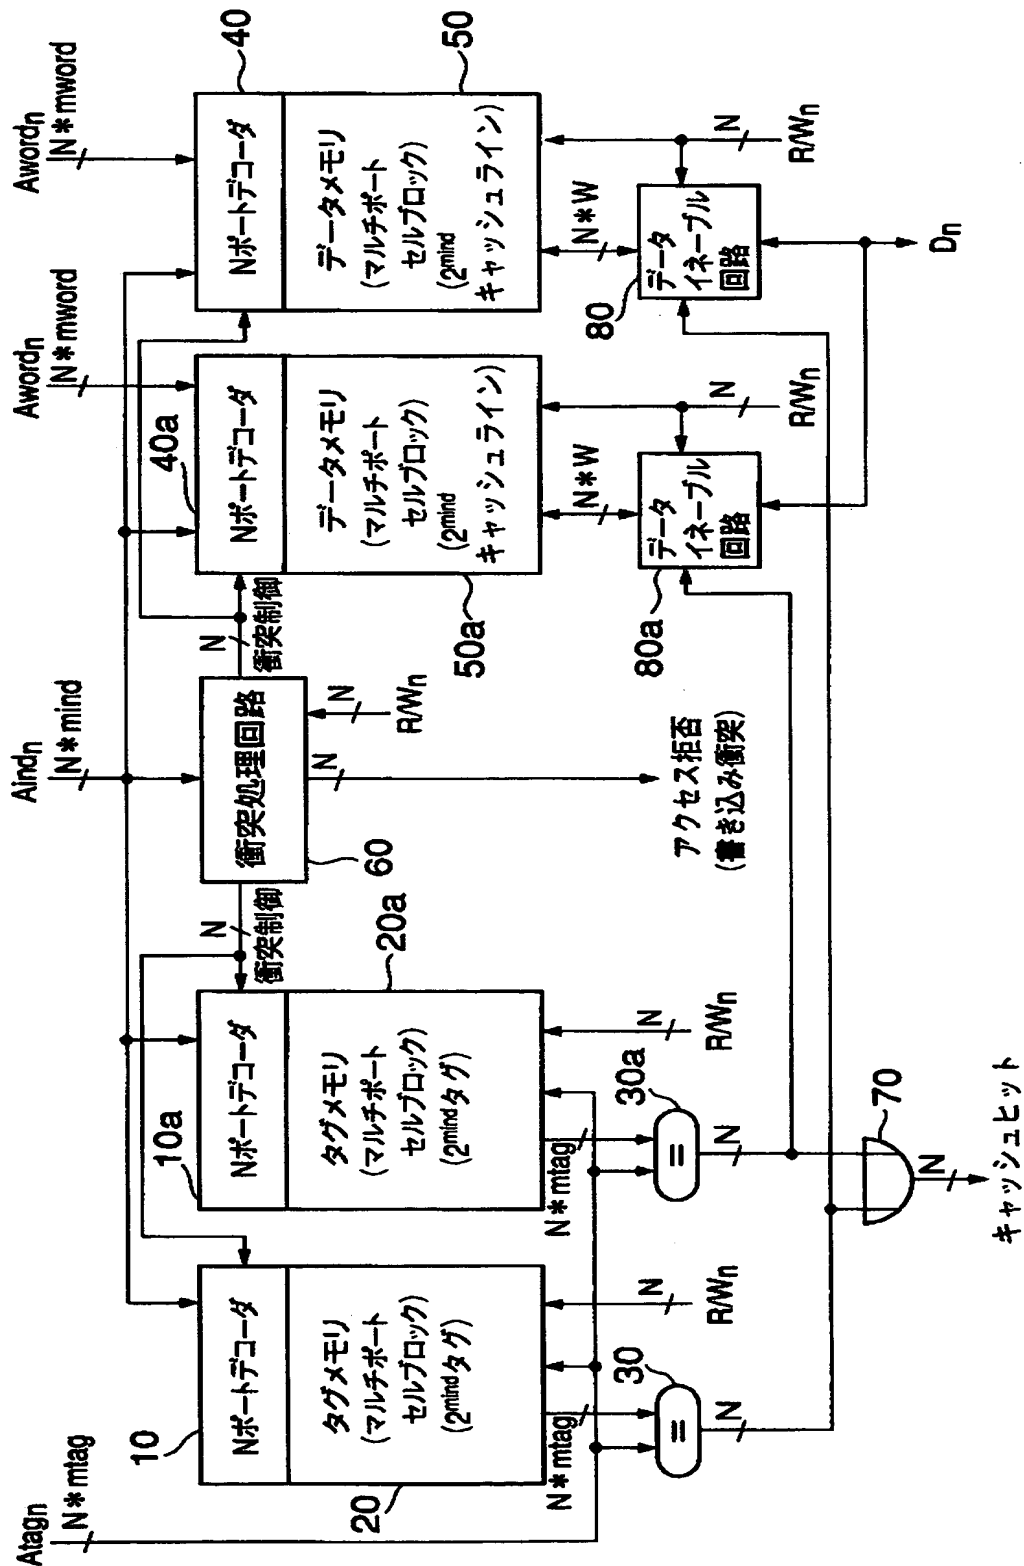 Atagn
N*mtag
Aindn
N*mind
Awordn
N*mword
Awordn
N*mword
10
Nポートデコーダ
タグメモリ
(マルチポート
セルブロック)
(2mindタグ)
20
10a
Nポートデコーダ
タグメモリ
(マルチポート
セルブロック)
(2mindタグ)
20a
N
衝突制御
衝突処理回路
60
N
R/Wn
N
アクセス拒否
(書き込み衝突)
N
衝突制御
40a
Nポートデコーダ
データメモリ
(マルチポート
セルブロック)
(2mind
キャッシュライン)
50a
40
Nポートデコーダ
データメモリ
(マルチポート
セルブロック)
(2mind
キャッシュライン)
50
N*mtag
N
R/Wn
=
30
N
N*mtag
N
R/Wn
=
30a
N
N*W
N
R/Wn
データ
イネーブル
回路
80a
N*W
N
R/Wn
データ
イネーブル
回路
80
Dn
70
N
キャッシュヒット